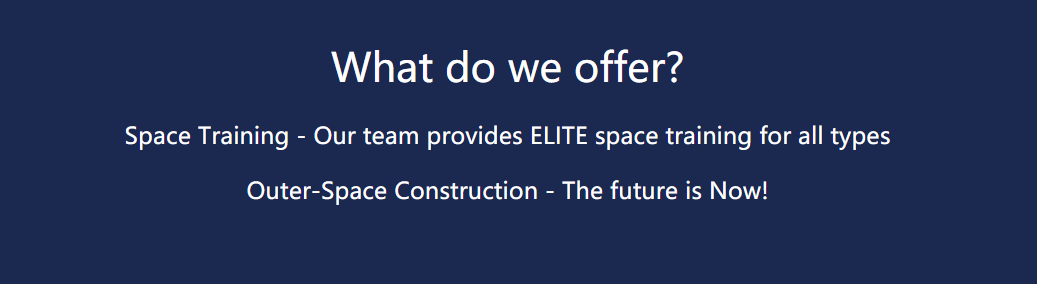 What do we offer?
Space Training - Our team provides ELITE space training for all types
Outer-Space Construction - The future is Now!